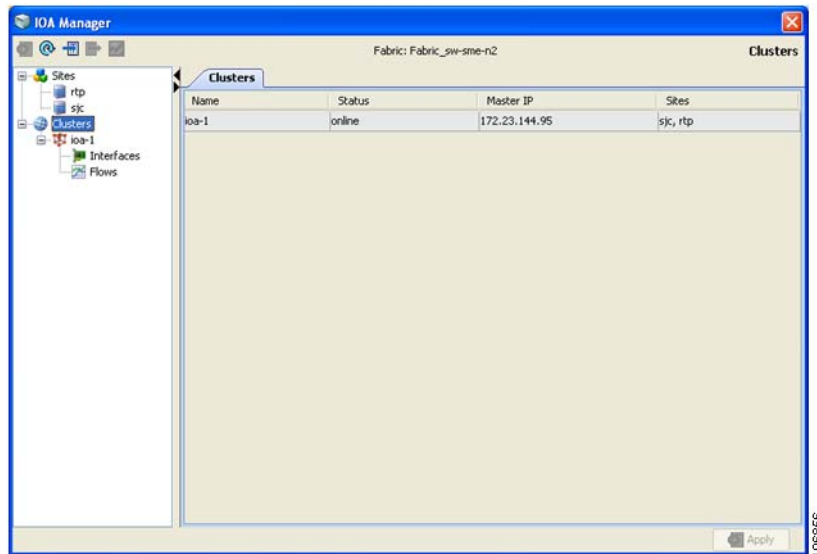 IOA Manager
Fabric: Fabric_sw-sme-n2
Clusters
Sites
rtp
sjc
Clusters
ioa-1
Interfaces
Flows
Clusters
Name Status Master IP Sites
ioa-1 online 172.23.144.95 sjc, rtp
Apply